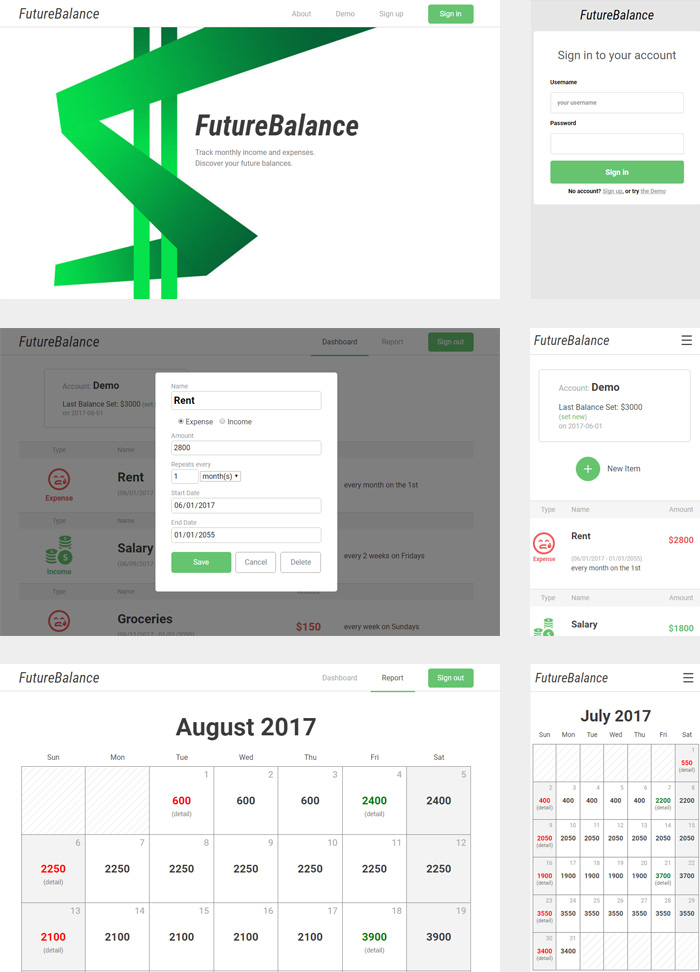 FutureBalance
About
Demo
Sign up
Sign in
FutureBalance
Track monthly income and expenses.
Discover your future balances.
FutureBalance
Sign in to your account
Username
your username
Password
Sign in
No account? Sign up, or try the Demo
FutureBalance
Dashboard
Report
Sign out
Account: Demo
Last Balance Set: $3000 (set
on 2017-06-01
Type Name
Expense
Rent
(06/01/2017
every month on the 1st
Type Name
Income
Salary
(06/09/2017
every 2 weeks on Fridays
Type Name
Groceries
$150
every week on Sundays
Name
Rent
Expense Income
Amount
2800
Repeats every
1 month(s)
Start Date
06/01/2017
End Date
01/01/2055
Save Cancel Delete
FutureBalance
Account: Demo
Last Balance Set: $3000
(set new)
on 2017-06-01
+ New Item
Type Name Amount
Expense
Rent
$2800
(06/01/2017 - 01/01/2055)
every month on the 1st
Type Name Amount
Salary
$1800
FutureBalance
Dashboard
Report
Sign out
August 2017
Sun Mon Tue Wed Thu Fri Sat
1 2 3 4 5
600 600 600 2400 2400
(detail) (detail)
6 7 8 9 10 11 12
2250 2250 2250 2250 2250 2250 2250
(detail)
13 14 15 16 17 18 19
2100 2100 2100 2100 2100 3900 3900
(detail) (detail)
FutureBalance
July 2017
Sun Mon Tue Wed Thu Fri Sat
1
550
(detail)
2 3 4 5 6 7 8
400 400 400 400 400 2200 2200
(detail) (detail)
9 10 11 12 13 14 15
2050 2050 2050 2050 2050 2050 2050
(detail)
16 17 18 19 20 21 22
1900 1900 1900 1900 1900 3700 3700
(detail) (detail)
23 24 25 26 27 28 29
3550 3550 3550 3550 3550 3550 3550
(detail)
30 31
3400 3400
(detail)